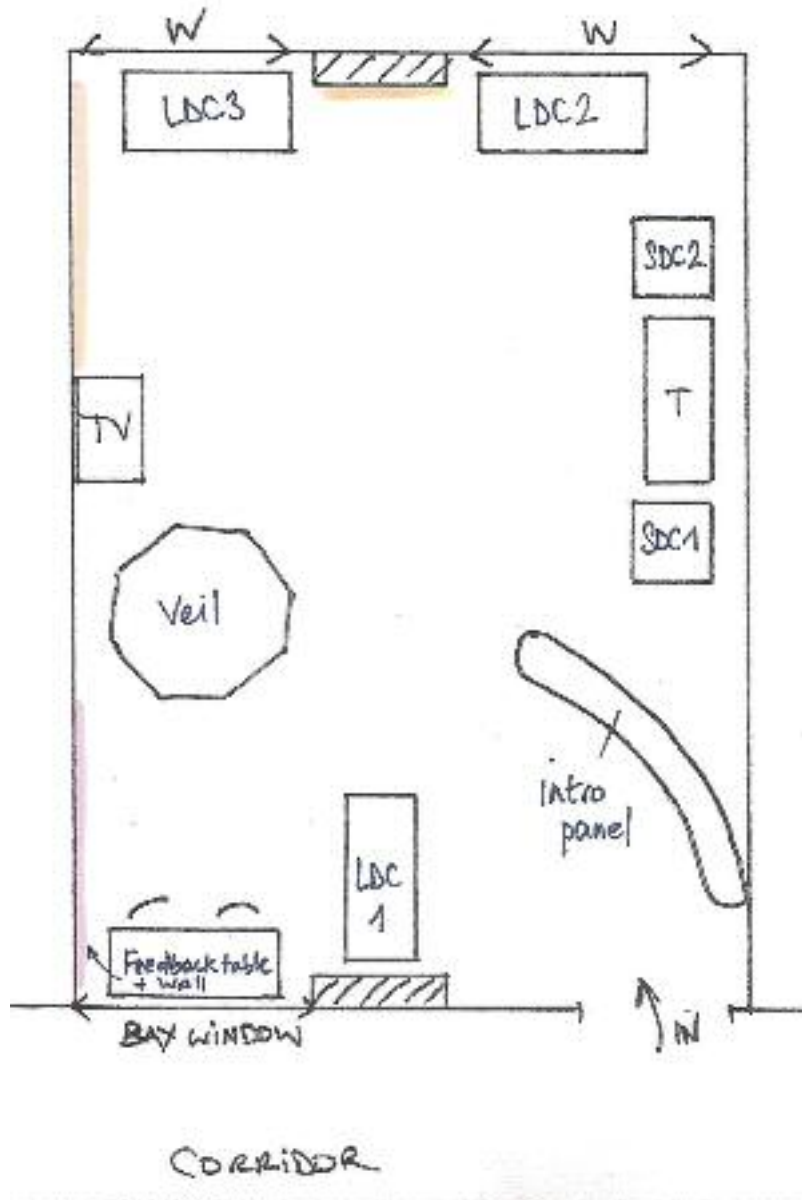 W
W
LDC3
LDC2
SDC2
T
TV
SDC1
Veil
intro
panel
LDC
1
Feedback table
+ wall
BAY WINDOW
IN
CORRIDOR